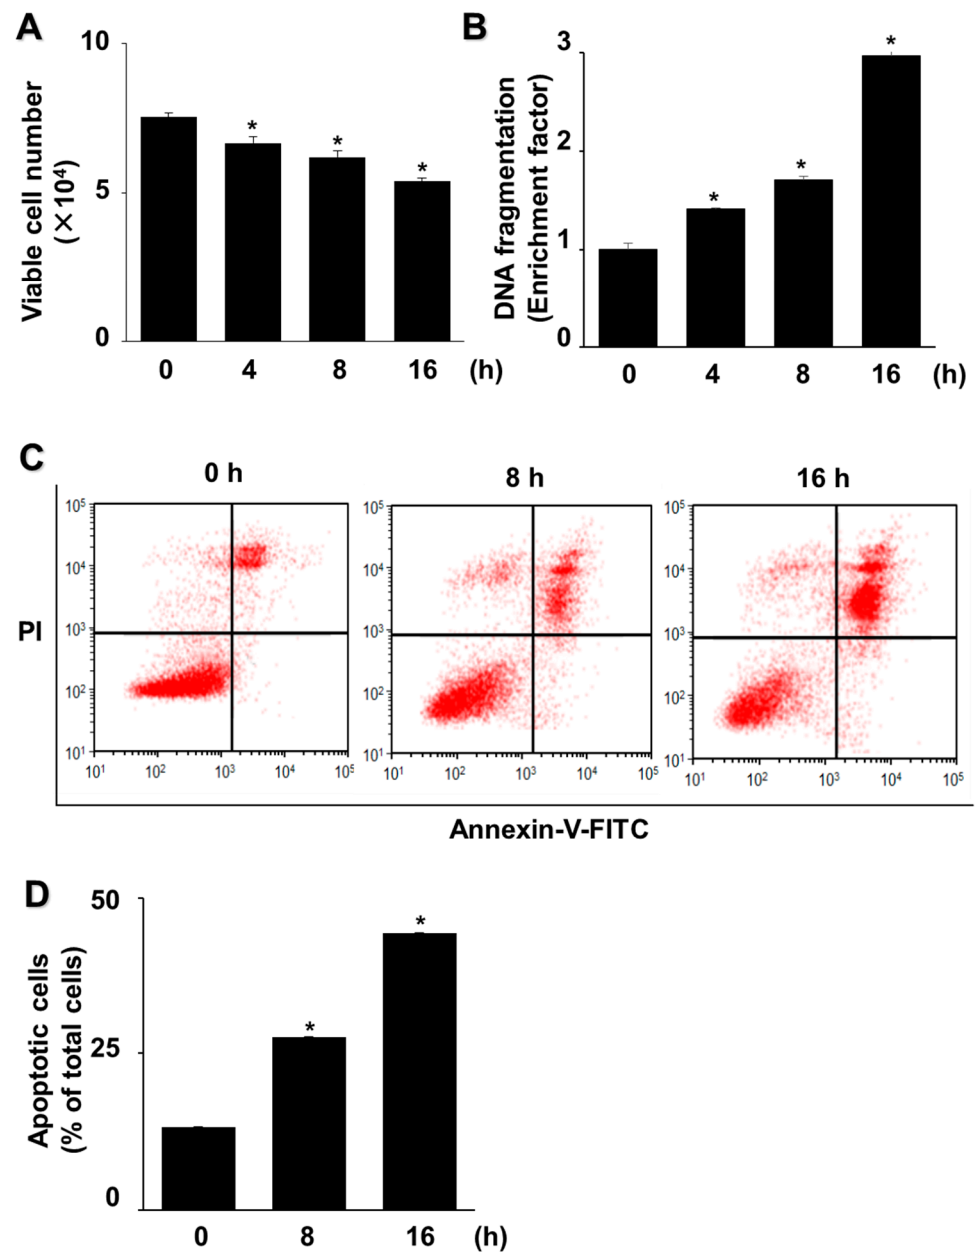 A
Viable cell number
(×10⁴)
10
5
0
*
*
*
0 4 8 16 (h)
B
DNA fragmentation
(Enrichment factor)
3
2
1
0
*
*
*
0 4 8 16 (h)
C
0 h 8 h 16 h
PI
10⁵
10⁴
10³
10²
10¹
10¹ 10² 10³ 10⁴ 10⁵
10⁵
10⁴
10³
10²
10¹
10¹ 10² 10³ 10⁴ 10⁵
10⁵
10⁴
10³
10²
10¹
10¹ 10² 10³ 10⁴ 10⁵
Annexin-V-FITC
D
Apoptotic cells
(% of total cells)
50
25
0
*
*
0 8 16 (h)